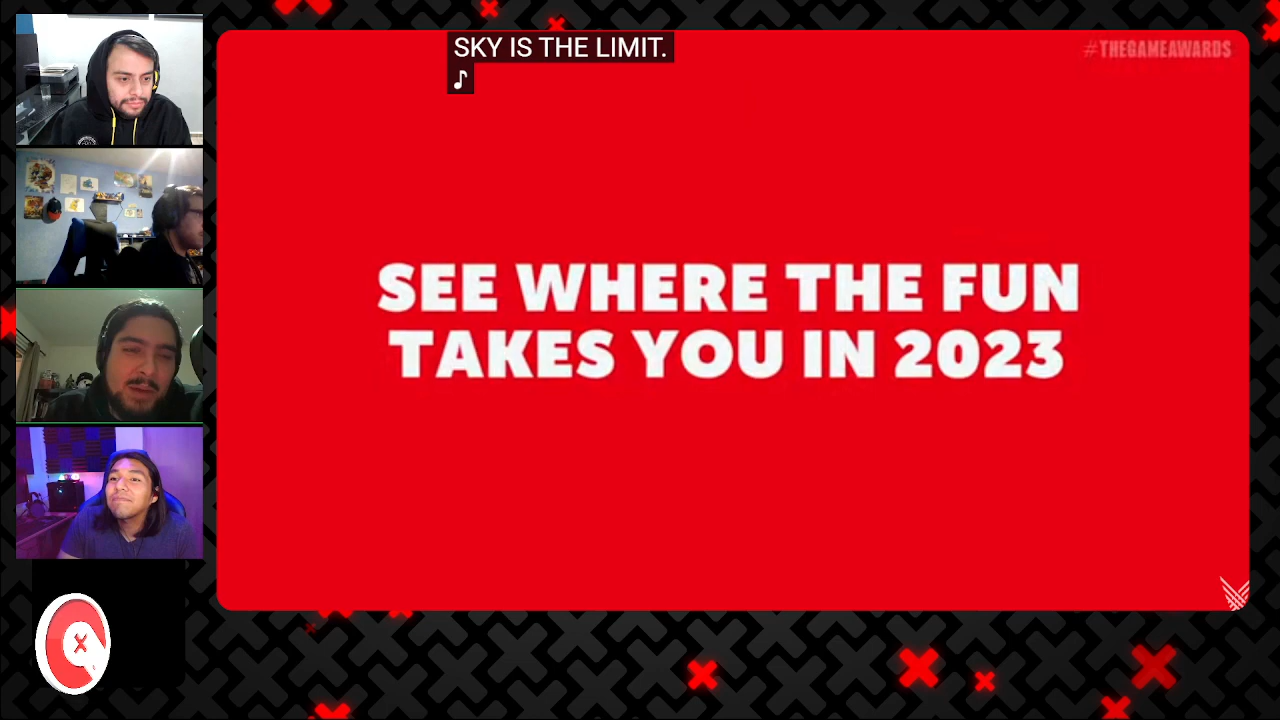 SKY IS THE LIMIT.
♪
#THEGAMEAWARDS
SEE WHERE THE FUN
TAKES YOU IN 2023